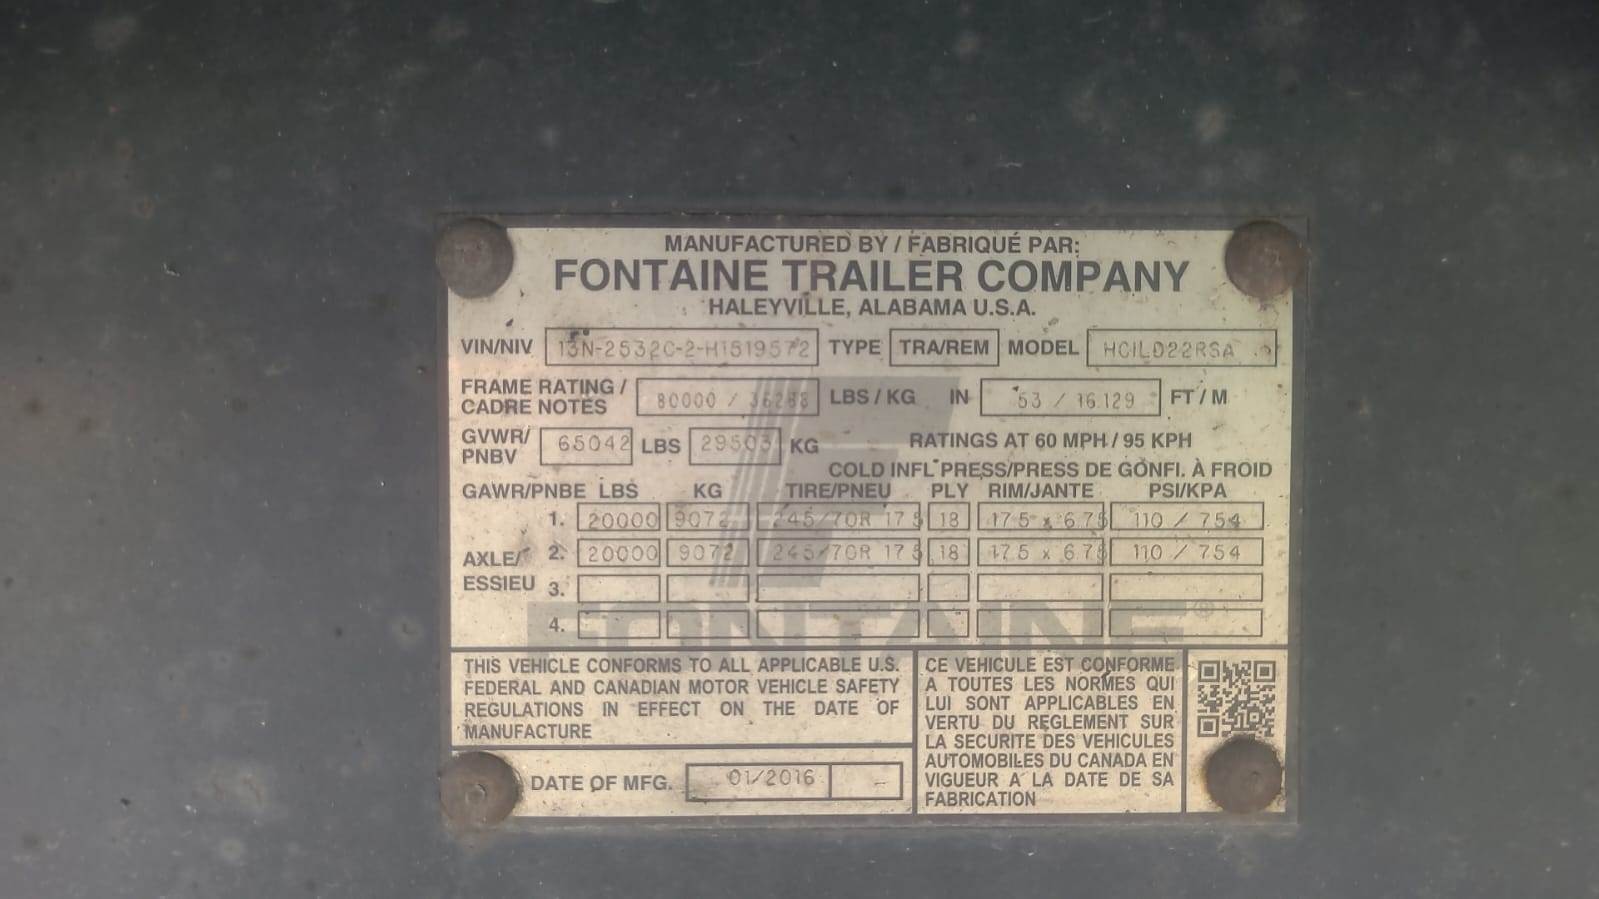 MANUFACTURED BY / FABRIQUÉ PAR:
FONTAINE TRAILER COMPANY
HALEYVILLE, ALABAMA U.S.A.
VIN/NIV 13N-2532C-2-H1519572 TYPE TRA/REM MODEL HCILD22RSA
FRAME RATING / 80000 / 36288 LBS / KG IN 53 / 16.129 FT / M
CADRE NOTES
GVWR/ 65042 LBS 29503 KG RATINGS AT 60 MPH / 95 KPH
PNBV
COLD INFL PRESS/PRESS DE GONFI. À FROID
GAWR/PNBE LBS KG TIRE/PNEU PLY RIM/JANTE PSI/KPA
1. 20000 9072 245/70R 17.5 18 17.5 x 6.75 110 / 754
AXLE/ 2. 20000 9072 245/70R 17.5 18 17.5 x 6.75 110 / 754
ESSIEU 3.
4.
FONTAINE®
THIS VEHICLE CONFORMS TO ALL APPLICABLE U.S.
FEDERAL AND CANADIAN MOTOR VEHICLE SAFETY
REGULATIONS IN EFFECT ON THE DATE OF
MANUFACTURE
DATE OF MFG. 01/2016 -
CE VEHICULE EST CONFORME
A TOUTES LES NORMES QUI
LUI SONT APPLICABLES EN
VERTU DU REGLEMENT SUR
LA SECURITE DES VEHICULES
AUTOMOBILES DU CANADA EN
VIGUEUR A LA DATE DE SA
FABRICATION